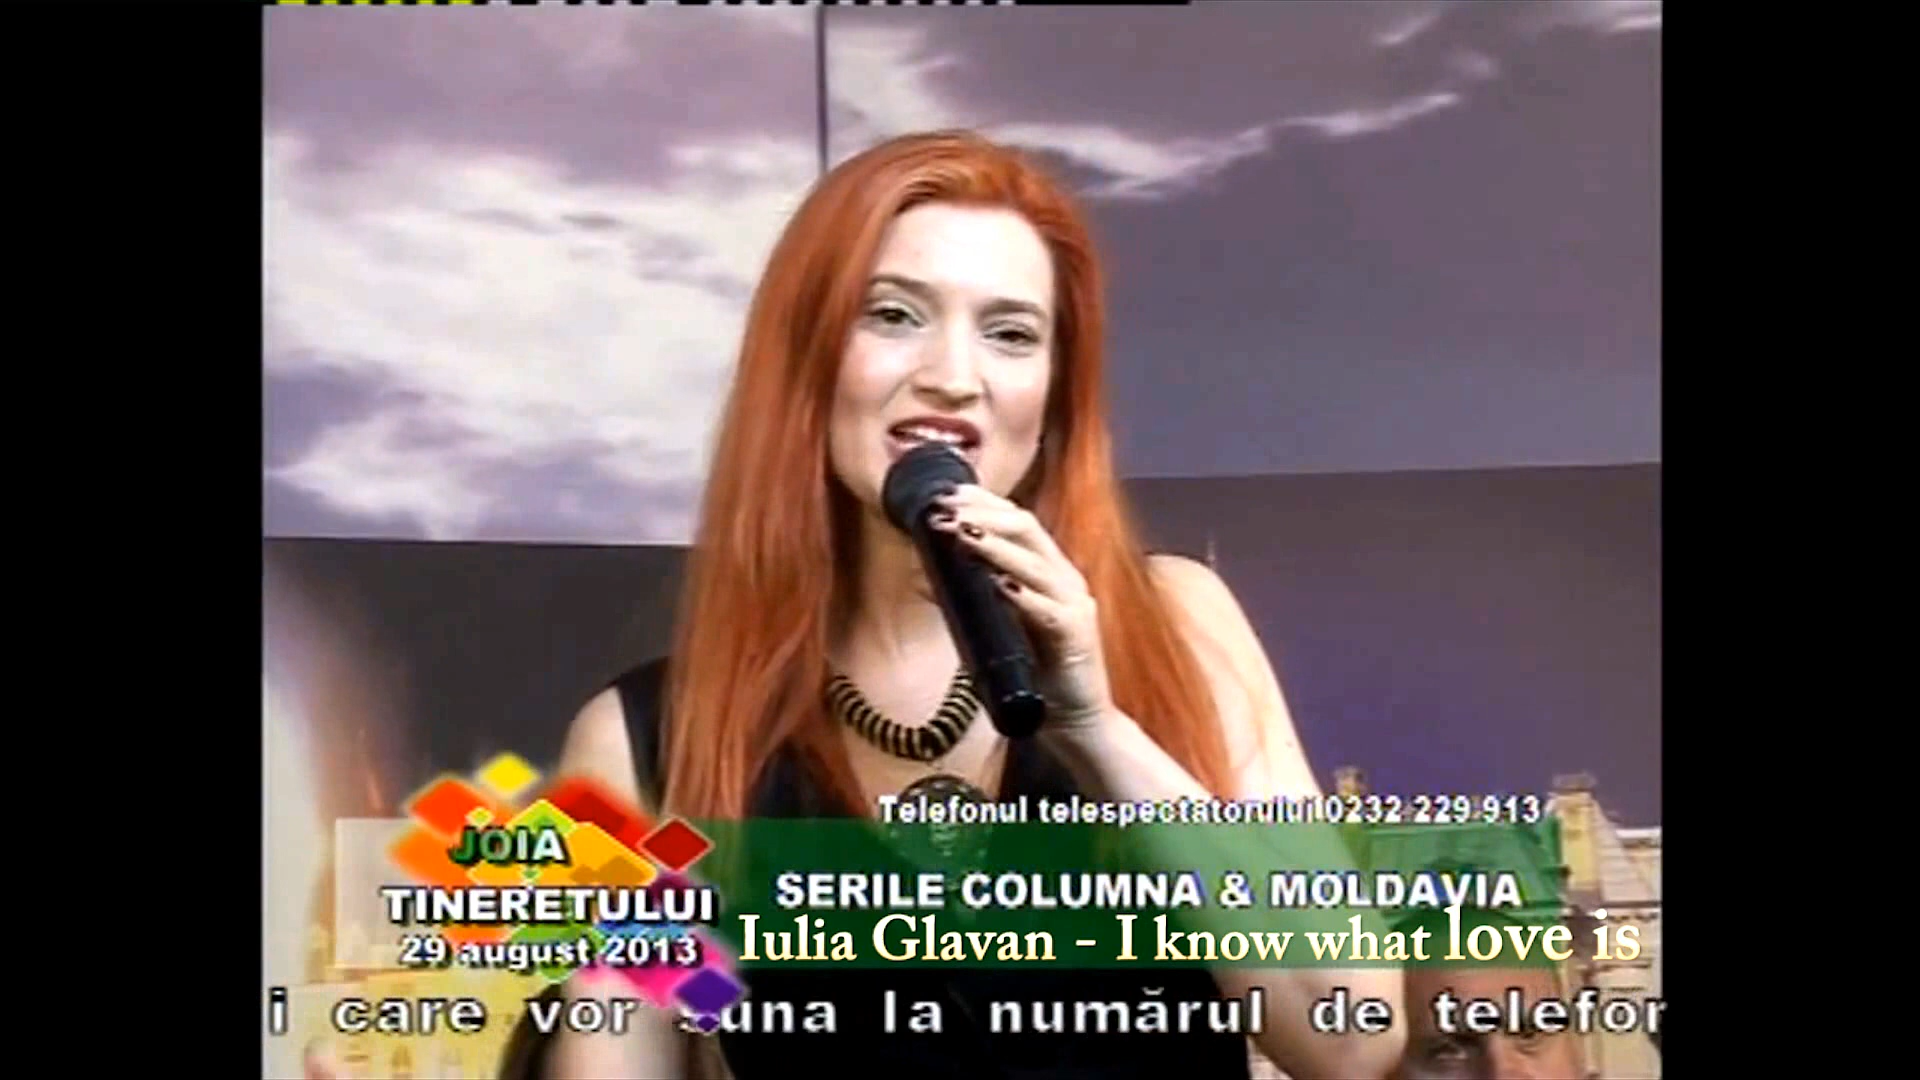 Telefonul telespectatorului 0232 229 913
JOIA
TINERETULUI
29 august 2013
SERILE COLUMNA & MOLDAVIA
Iulia Glavan - I know what love is
i care vor suna la numărul de telefon